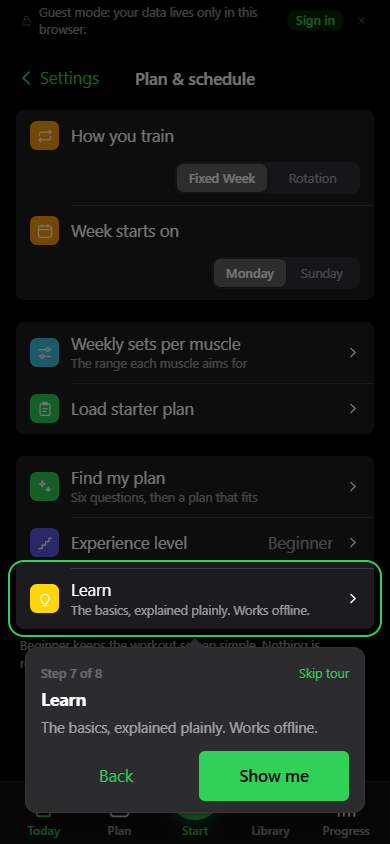 Guest mode: your data lives only in this
browser.
Sign in
Settings
Plan & schedule
How you train
Fixed Week
Rotation
Week starts on
Monday
Sunday
Weekly sets per muscle
The range each muscle aims for
Load starter plan
Find my plan
Six questions, then a plan that fits
Experience level
Beginner
Learn
The basics, explained plainly. Works offline.
Beginner keeps the workout screen simple. Nothing is
Step 7 of 8
Skip tour
Learn
The basics, explained plainly. Works offline.
Back
Show me
Today
Plan
Start
Library
Progress